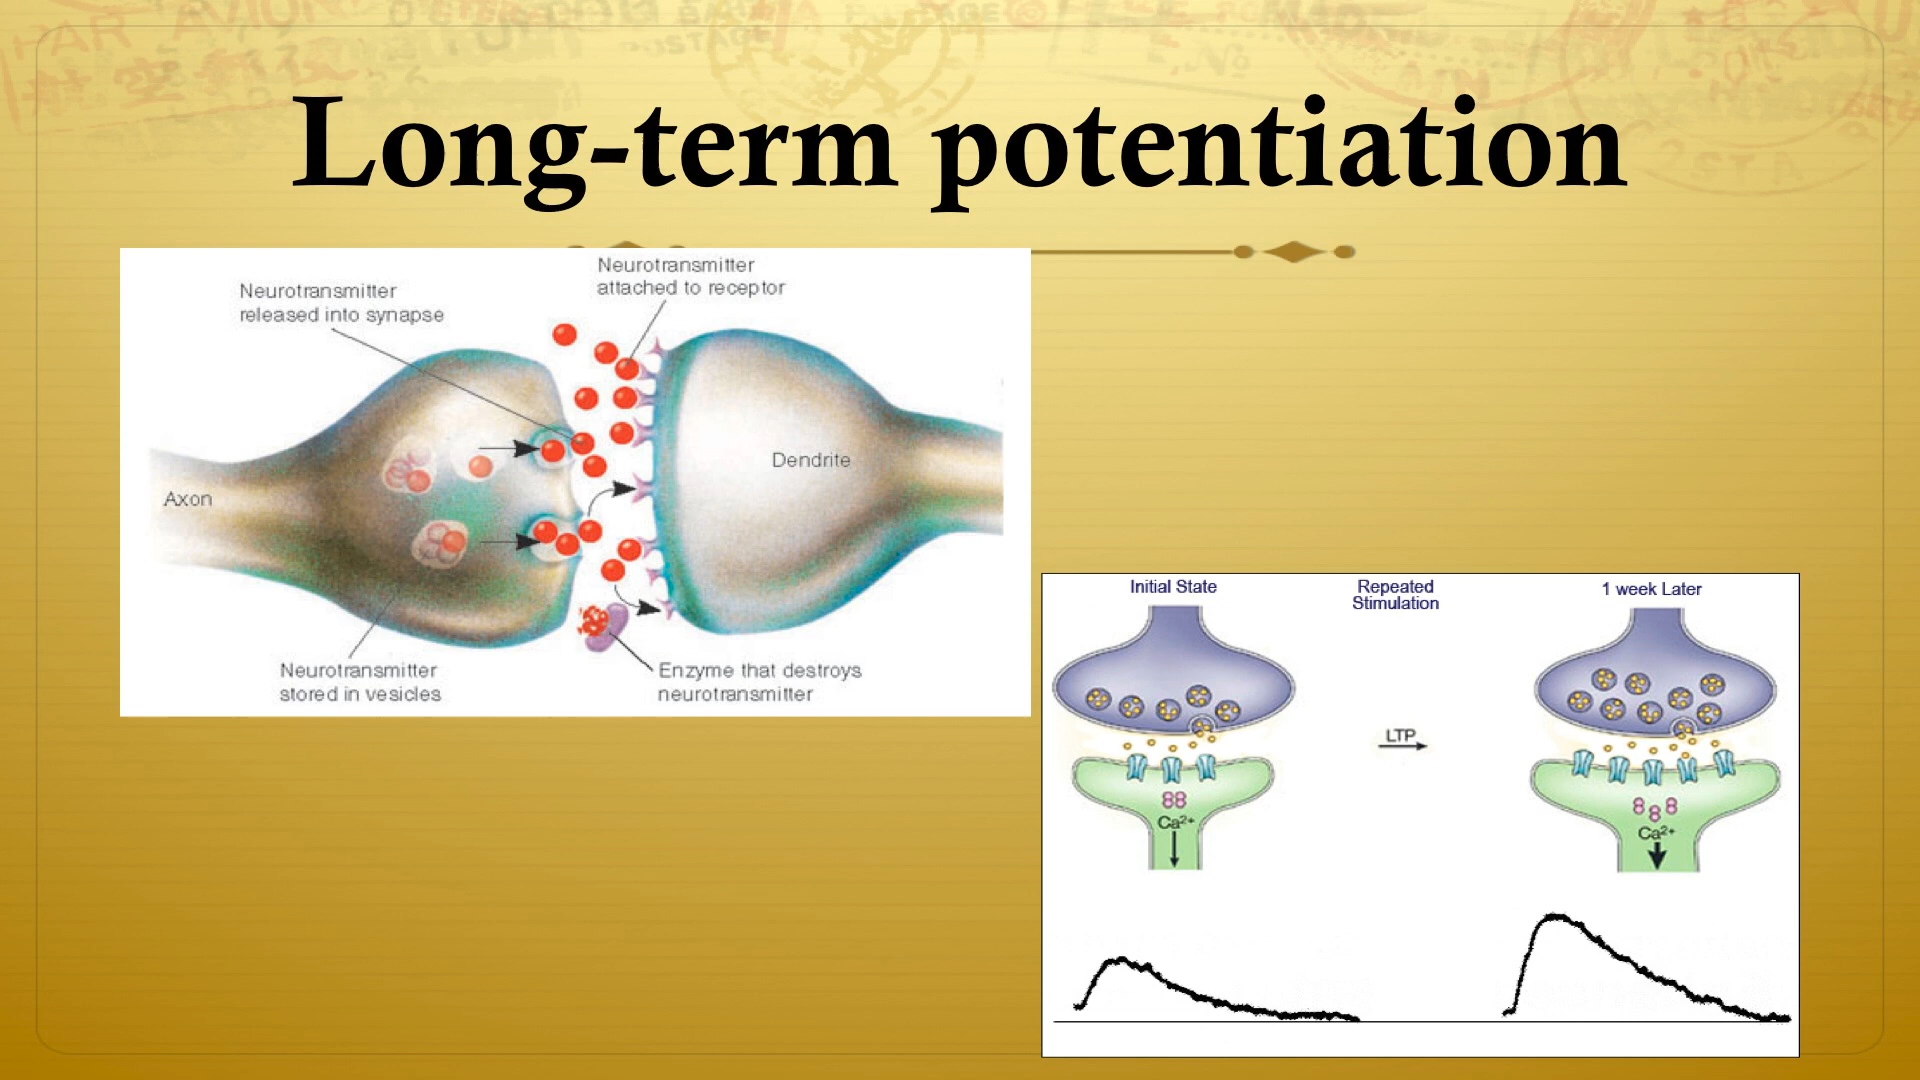 Long-term potentiation
Neurotransmitter
attached to receptor
Neurotransmitter
released into synapse
Dendrite
Axon
Neurotransmitter
stored in vesicles
Enzyme that destroys
neurotransmitter
Initial State
Repeated
Stimulation
1 week Later
LTP
Ca2+
Ca2+